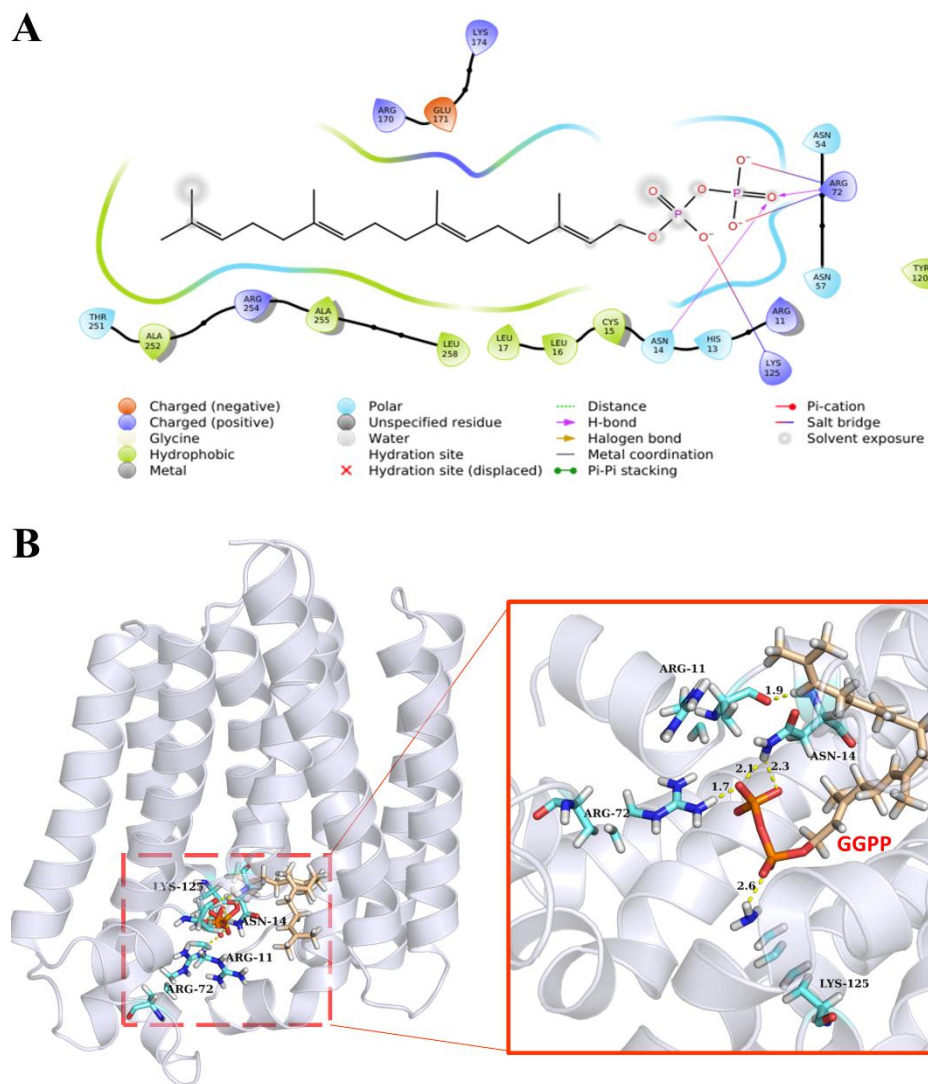 A
LYS
174
ARG
170
GLU
171
ASN
54
O⁻
O
O
P
O
ARG
72
P
O
O
O⁻
O⁻
ASN
57
TYR
120
THR
251
ALA
252
ARG
254
ALA
255
LEU
258
LEU
17
LEU
16
CYS
15
ASN
14
HIS
13
ARG
11
LYS
125
Charged (negative)
Charged (positive)
Glycine
Hydrophobic
Metal
Polar
Unspecified residue
Water
Hydration site
Hydration site (displaced)
Distance
H-bond
Halogen bond
Metal coordination
Pi-Pi stacking
Pi-cation
Salt bridge
Solvent exposure
B
LYS-125
ASN-14
ARG-11
ARG-72
ARG-11
1.9
ASN-14
2.1
2.3
1.7
ARG-72
GGPP
2.6
LYS-125